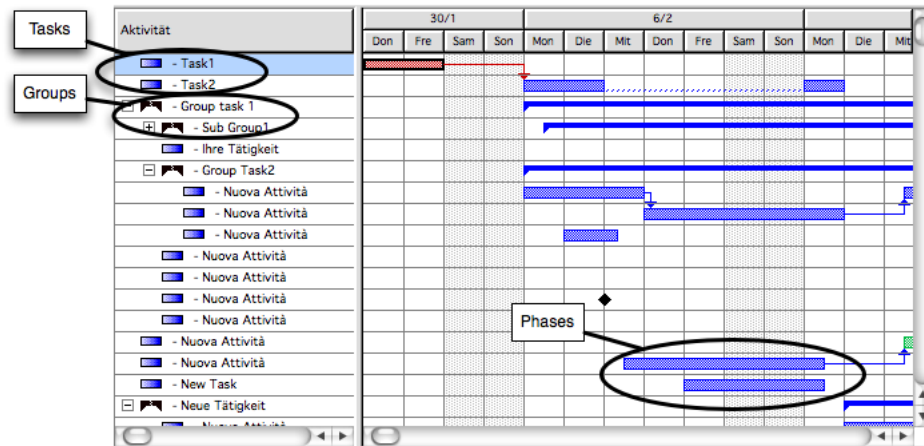 Tasks
Groups
Aktivität
30/1
6/2
Don Fre Sam Son Mon Die Mit Don Fre Sam Son Mon Die Mit
- Task1
- Task2
- Group task 1
- Sub Group1
- Ihre Tätigkeit
- Group Task2
- Nuova Attività
- Nuova Attività
- Nuova Attività
- Nuova Attività
- Nuova Attività
- Nuova Attività
- Nuova Attività
Phases
- Nuova Attività
- Nuova Attività
- New Task
- Neue Tätigkeit
- Nuova Attività